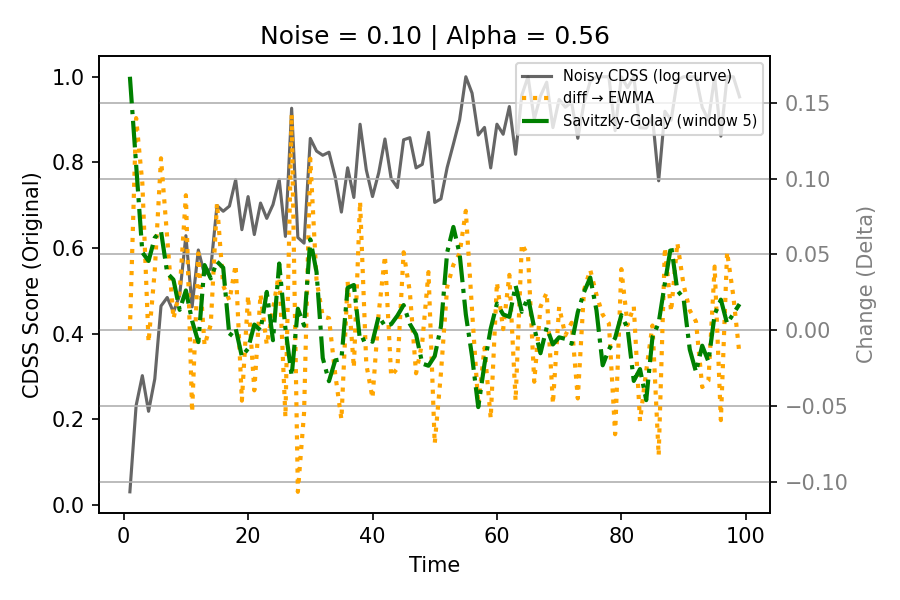 Noise = 0.10 | Alpha = 0.56
Noisy CDSS (log curve)
diff → EWMA
Savitzky-Golay (window 5)
CDSS Score (Original)
1.0
0.8
0.6
0.4
0.2
0.0
0.15
0.10
0.05
0.00
−0.05
−0.10
Change (Delta)
0
20
40
60
80
100
Time